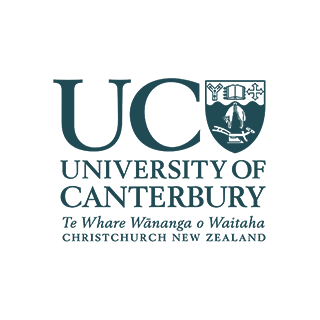 UC
UNIVERSITY OF
CANTERBURY
Te Whare Wānanga o Waitaha
CHRISTCHURCH NEW ZEALAND